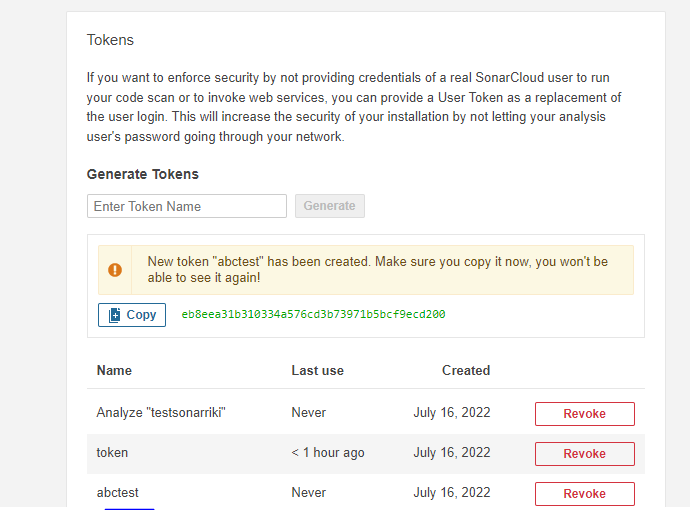 Tokens
If you want to enforce security by not providing credentials of a real SonarCloud user to run
your code scan or to invoke web services, you can provide a User Token as a replacement of
the user login. This will increase the security of your installation by not letting your analysis
user's password going through your network.
Generate Tokens
Enter Token Name Generate
New token "abctest" has been created. Make sure you copy it now, you won't be
able to see it again!
Copy eb8eea31b310334a576cd3b73971b5bcf9ecd200
Name Last use Created
Analyze "testsonarriki" Never July 16, 2022 Revoke
token < 1 hour ago July 16, 2022 Revoke
abctest Never July 16, 2022 Revoke